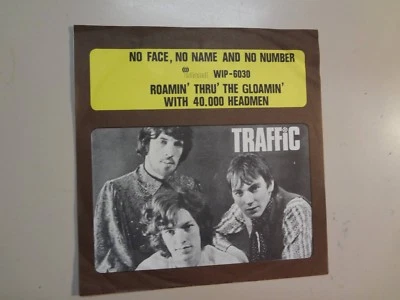 NO FACE, NO NAME AND NO NUMBER
WIP-6030
ROAMIN' THRU' THE GLOAMIN'
WITH 40.000 HEADMEN
TRAFFiC